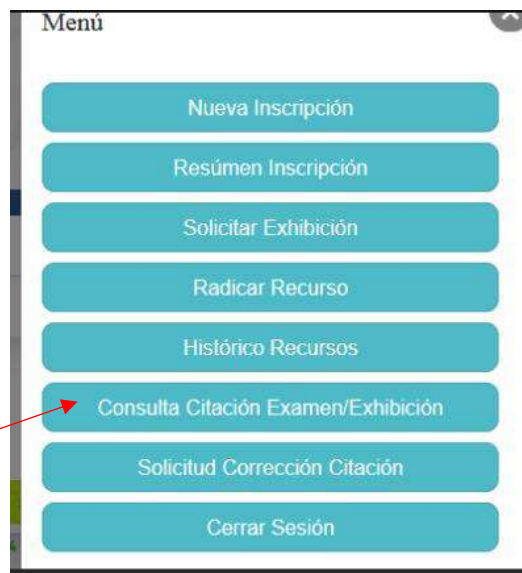 Menú
Nueva Inscripción
Resúmen Inscripción
Solicitar Exhibición
Radicar Recurso
Histórico Recursos
Consulta Citación Examen/Exhibición
Solicitud Corrección Citación
Cerrar Sesión